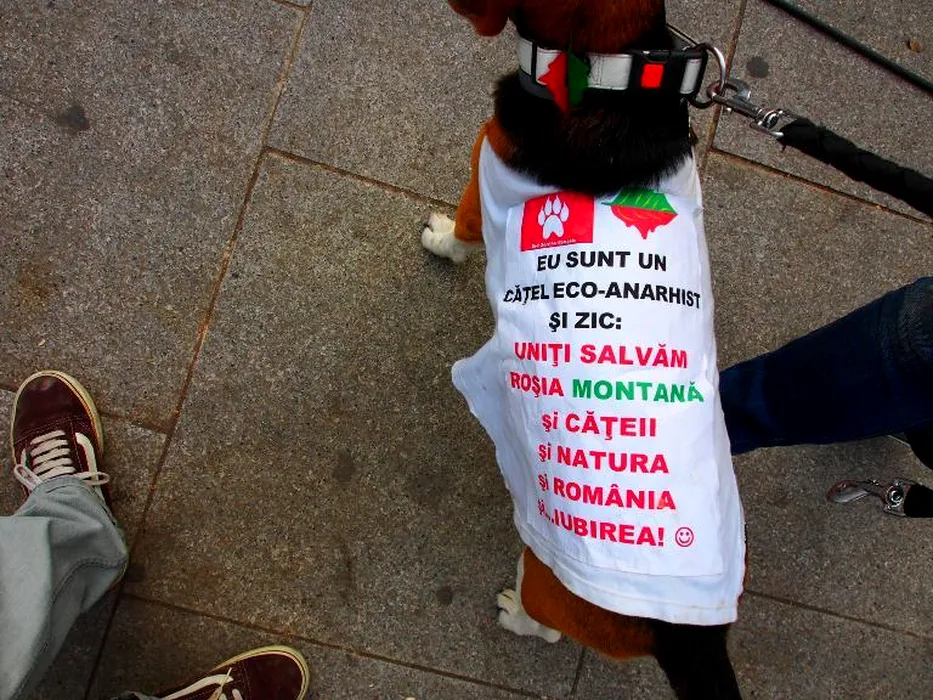 EU SUNT UN
CĂŢEL ECO-ANARHIST
ŞI ZIC:
UNIŢI SALVĂM
ROŞIA MONTANĂ
şi CĂŢEII
şi NATURA
şi ROMÂNIA
şi...IUBIREA! ☺